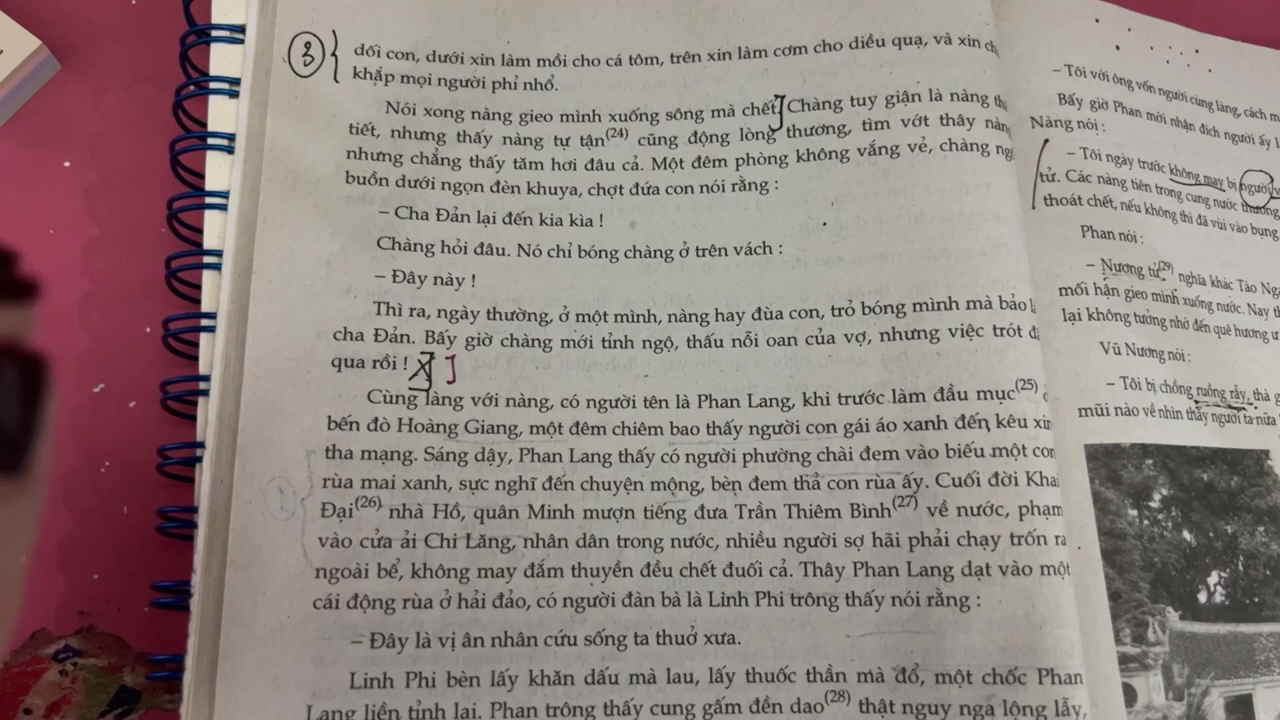 3
dối con, dưới xin làm mồi cho cá tôm, trên xin làm cơm cho diều quạ, và xin
khắp mọi người phỉ nhổ.
Nói xong nàng gieo mình xuống sông mà chết. Chàng tuy giận là nàng
tiết, nhưng thấy nàng tự tận(24) cũng động lòng thương, tìm vớt thây
nhưng chẳng thấy tăm hơi đâu cả. Một đêm phòng không vắng vẻ, chàng
buồn dưới ngọn đèn khuya, chợt đứa con nói rằng :
– Cha Đản lại đến kia kìa !
Chàng hỏi đâu. Nó chỉ bóng chàng ở trên vách :
– Đây này !
Thì ra, ngày thường, ở một mình, nàng hay đùa con, trỏ bóng mình mà bảo
cha Đản. Bấy giờ chàng mới tỉnh ngộ, thấu nỗi oan của vợ, nhưng việc trót
qua rồi !
Cùng làng với nàng, có người tên là Phan Lang, khi trước làm đầu mục(25)
bến đò Hoàng Giang, một đêm chiêm bao thấy người con gái áo xanh đến kêu xin
tha mạng. Sáng dậy, Phan Lang thấy có người phường chài đem vào biếu một con
rùa mai xanh, sực nghĩ đến chuyện mộng, bèn đem thả con rùa ấy. Cuối đời Khai
Đại(26) nhà Hồ, quân Minh mượn tiếng đưa Trần Thiêm Bình(27) về nước, phạm
vào cửa ải Chi Lăng, nhân dân trong nước, nhiều người sợ hãi phải chạy trốn ra
ngoài bể, không may đắm thuyền đều chết đuối cả. Thây Phan Lang dạt vào một
cái động rùa ở hải đảo, có người đàn bà là Linh Phi trông thấy nói rằng :
– Đây là vị ân nhân cứu sống ta thuở xưa.
Linh Phi bèn lấy khăn dấu mà lau, lấy thuốc thần mà đổ, một chốc Phan
Lang liền tỉnh lại. Phan trông thấy cung gấm đền dao(28) thật nguy nga lộng lẫy,
– Tôi với ông vốn người cùng làng, cách
Bấy giờ Phan mới nhận đích người ấy
Nàng nói :
– Tôi ngày trước không may bị người
tử. Các nàng tiên trong cung nước thương
thoát chết, nếu không thì đã vùi vào bụng
Phan nói :
– Nương tử(29) nghĩa khác Tào
mối hận gieo mình xuống nước. Nay
lại không tưởng nhớ đến quê hương ư
Vũ Nương nói :
– Tôi bị chồng ruồng rẫy, thà
mũi nào về nhìn thấy người ta nữa